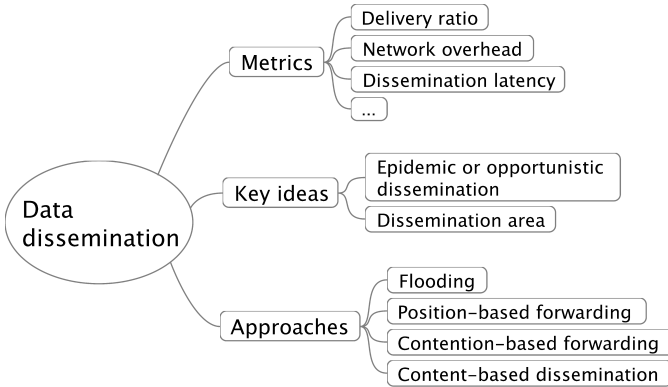 Data
dissemination
Metrics
Delivery ratio
Network overhead
Dissemination latency
...
Key ideas
Epidemic or opportunistic
dissemination
Dissemination area
Approaches
Flooding
Position-based forwarding
Contention-based forwarding
Content-based dissemination